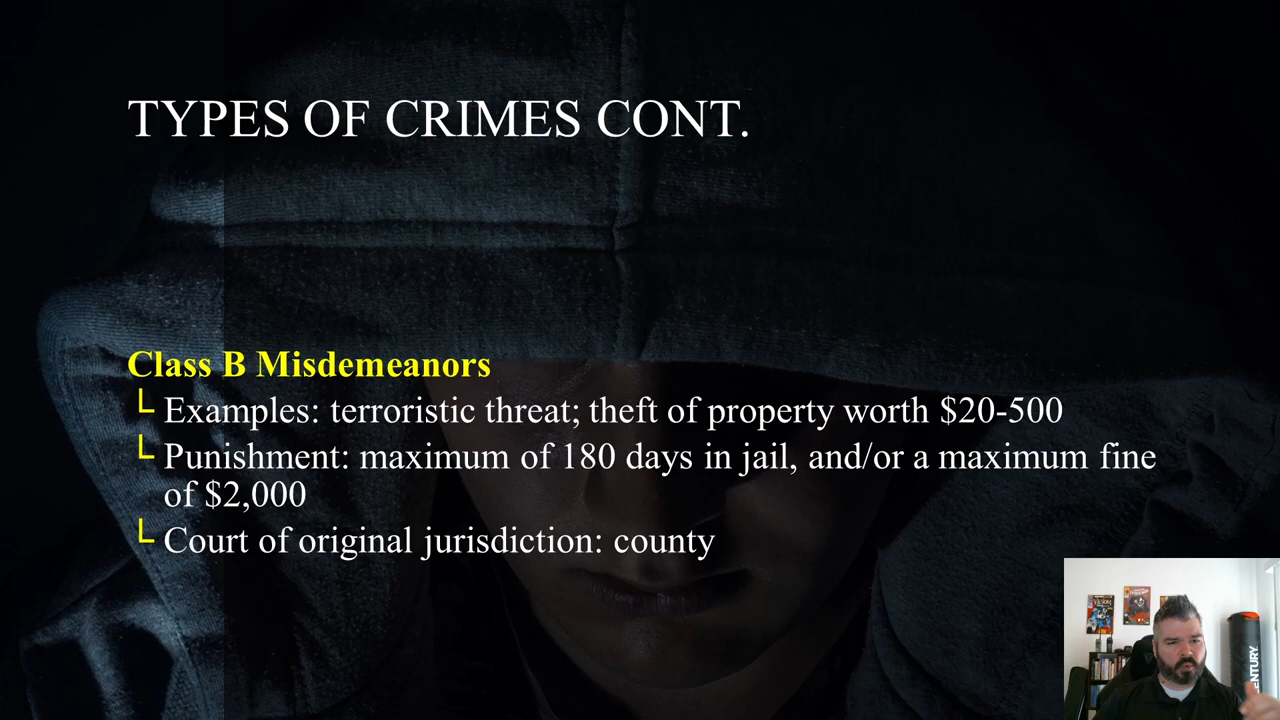 TYPES OF CRIMES CONT.
Class B Misdemeanors
Examples: terroristic threat; theft of property worth $20-500
Punishment: maximum of 180 days in jail, and/or a maximum fine
of $2,000
Court of original jurisdiction: county